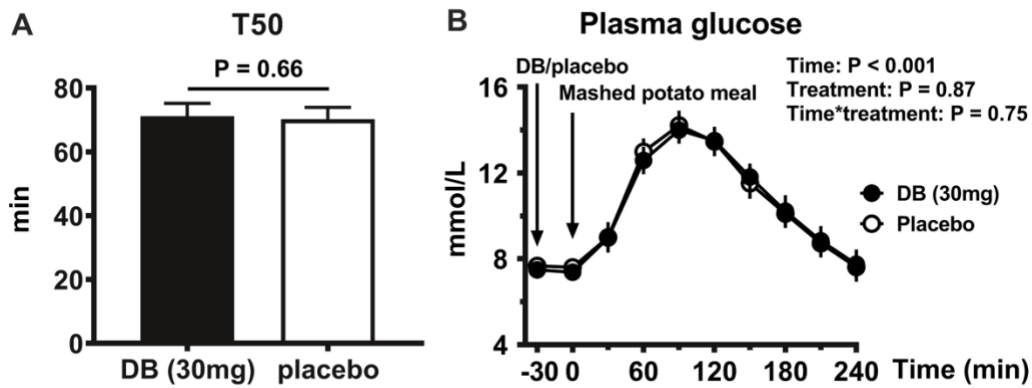 A
T50
P = 0.66
80
60
40
20
0
min
DB (30mg)
placebo
B
Plasma glucose
DB/placebo
Mashed potato meal
Time: P < 0.001
Treatment: P = 0.87
Time*treatment: P = 0.75
16
12
8
4
mmol/L
DB (30mg)
Placebo
-30 0 60 120 180 240 Time (min)